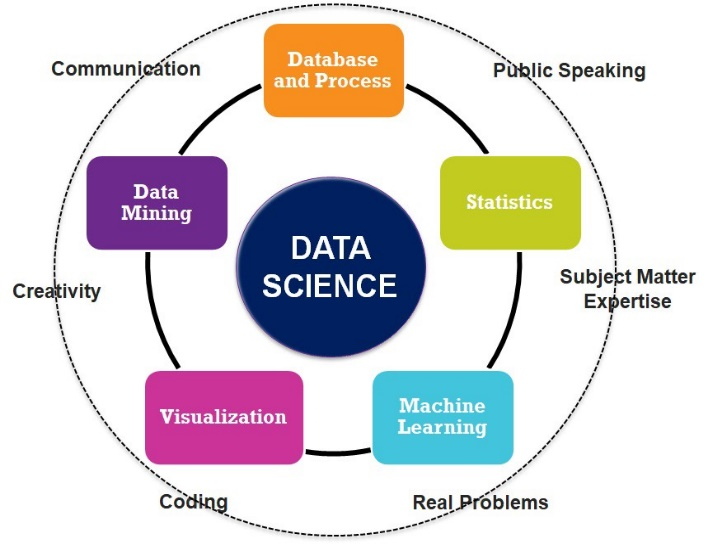 Database
and Process
Communication
Public Speaking
Data
Mining
Statistics
DATA
SCIENCE
Creativity
Subject Matter
Expertise
Visualization
Machine
Learning
Coding
Real Problems